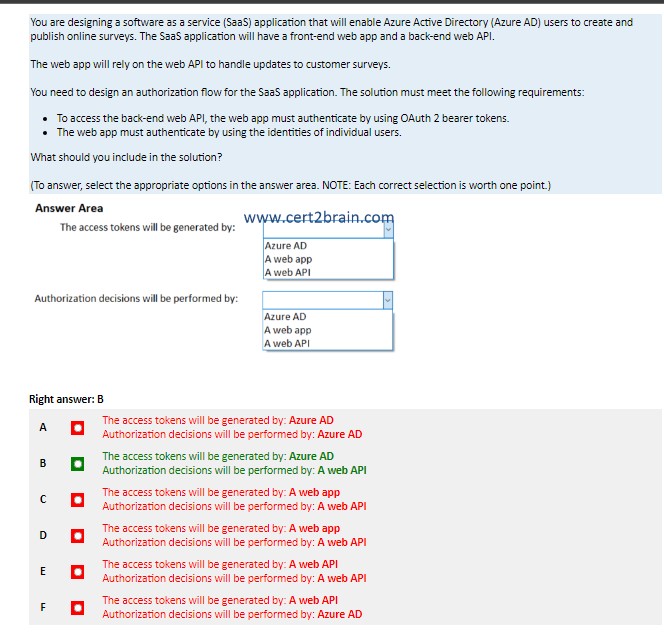 You are designing a software as a service (SaaS) application that will enable Azure Active Directory (Azure AD) users to create and
publish online surveys. The SaaS application will have a front-end web app and a back-end web API.
The web app will rely on the web API to handle updates to customer surveys.
You need to design an authorization flow for the SaaS application. The solution must meet the following requirements:
• To access the back-end web API, the web app must authenticate by using OAuth 2 bearer tokens.
• The web app must authenticate by using the identities of individual users.
What should you include in the solution?
(To answer, select the appropriate options in the answer area. NOTE: Each correct selection is worth one point.)
Answer Area
www.cert2brain.com
The access tokens will be generated by:
Azure AD
A web app
A web API
Authorization decisions will be performed by:
Azure AD
A web app
A web API
Right answer: B
A
The access tokens will be generated by: Azure AD
Authorization decisions will be performed by: Azure AD
B
The access tokens will be generated by: Azure AD
Authorization decisions will be performed by: A web API
C
The access tokens will be generated by: A web app
Authorization decisions will be performed by: A web API
D
The access tokens will be generated by: A web app
Authorization decisions will be performed by: A web API
E
The access tokens will be generated by: A web API
Authorization decisions will be performed by: A web API
F
The access tokens will be generated by: A web API
Authorization decisions will be performed by: Azure AD